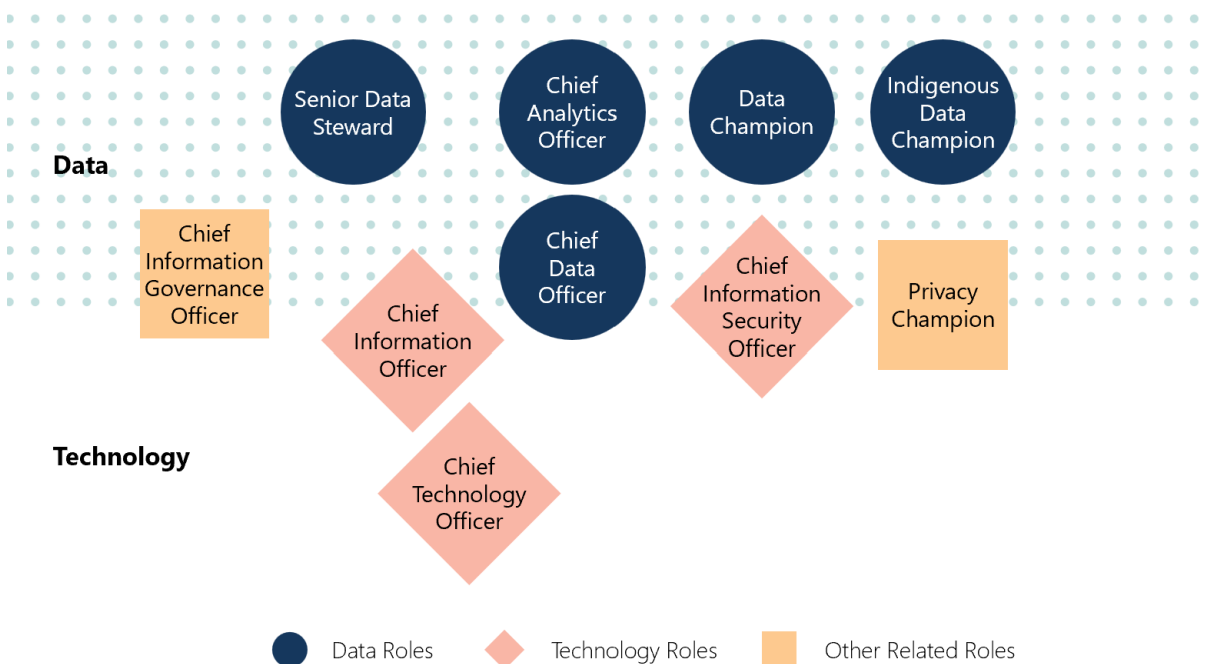 Senior Data
Steward
Chief
Analytics
Officer
Data
Champion
Indigenous
Data
Champion
Data
Chief
Information
Governance
Officer
Chief
Information
Officer
Chief
Data
Officer
Chief
Information
Security
Officer
Privacy
Champion
Technology
Chief
Technology
Officer
Data Roles
Technology Roles
Other Related Roles